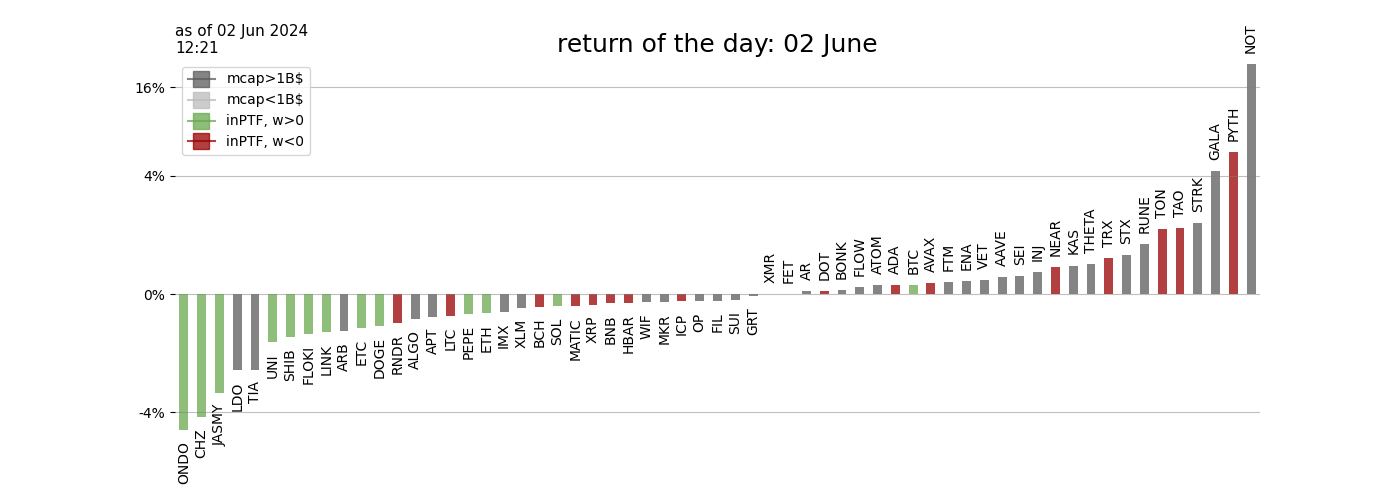 as of 02 Jun 2024
12:21
return of the day: 02 June
mcap>1B$
mcap<1B$
inPTF, w>0
inPTF, w<0
16%
4%
0%
-4%
ONDO
CHZ
JASMY
LDO
TIA
UNI
SHIB
FLOKI
LINK
ARB
ETC
DOGE
RNDR
ALGO
APT
LTC
PEPE
ETH
IMX
XLM
BCH
SOL
MATIC
XRP
BNB
HBAR
WIF
MKR
ICP
OP
FIL
SUI
GRT
XMR
FET
AR
DOT
BONK
FLOW
ATOM
ADA
BTC
AVAX
FTM
ENA
VET
AAVE
SEI
INJ
NEAR
KAS
THETA
TRX
STX
RUNE
TON
TAO
STRK
GALA
PYTH
NOT